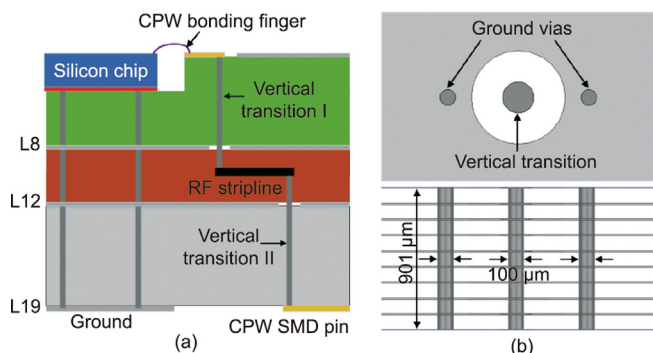 CPW bonding finger
Silicon chip
Vertical
transition I
L8
RF stripline
L12
Vertical
transition II
L19
Ground
(a)
CPW SMD pin
Ground vias
Vertical transition
901 μm
100 μm
(b)